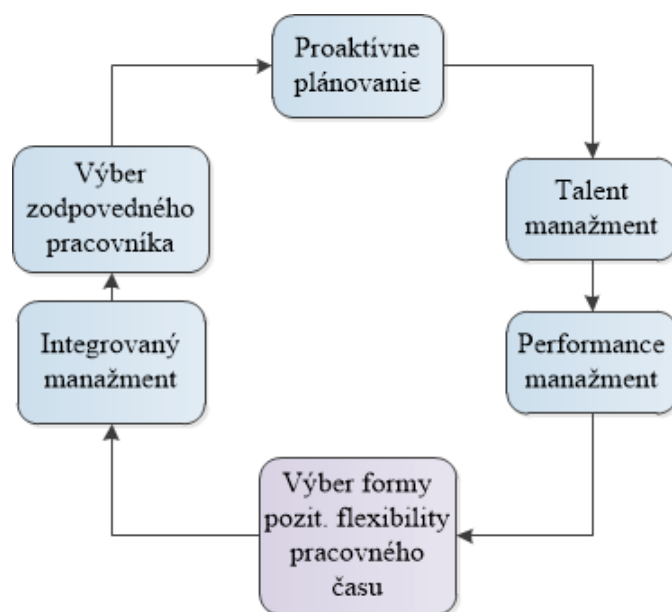 Proaktívne
plánovanie
Výber
zodpovedného
pracovníka
Talent
manažment
Integrovaný
manažment
Performance
manažment
Výber formy
pozit. flexibility
pracovného
času